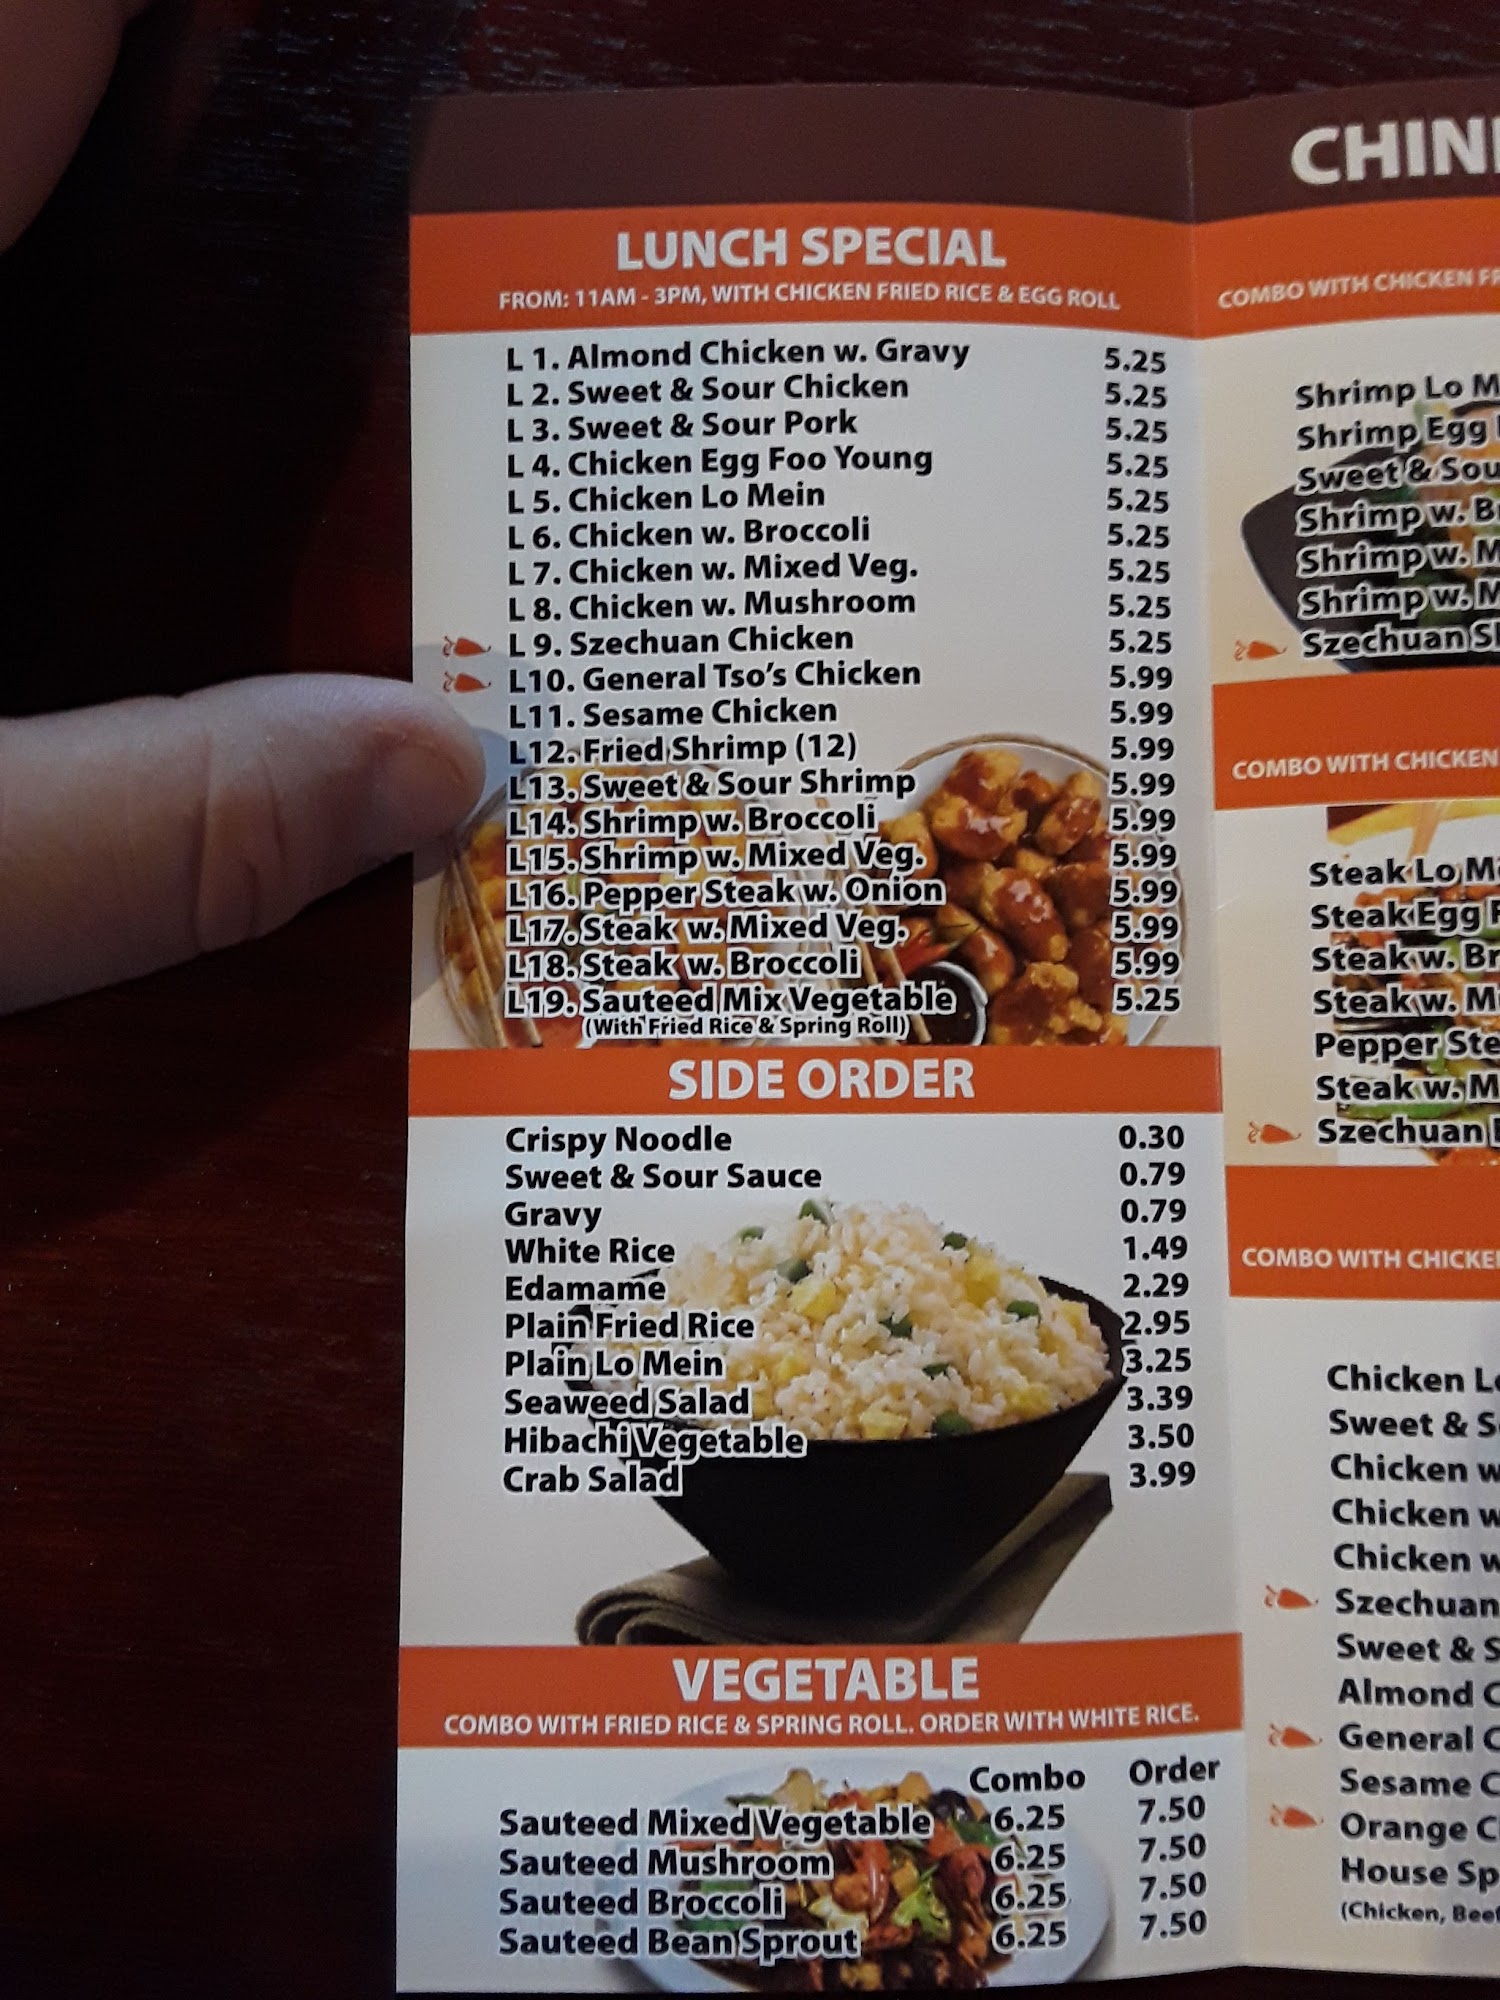 LUNCH SPECIAL
FROM: 11AM - 3PM, WITH CHICKEN FRIED RICE & EGG ROLL
L 1. Almond Chicken w. Gravy 5.25
L 2. Sweet & Sour Chicken 5.25
L 3. Sweet & Sour Pork 5.25
L 4. Chicken Egg Foo Young 5.25
L 5. Chicken Lo Mein 5.25
L 6. Chicken w. Broccoli 5.25
L 7. Chicken w. Mixed Veg. 5.25
L 8. Chicken w. Mushroom 5.25
L 9. Szechuan Chicken 5.25
L10. General Tso's Chicken 5.99
L11. Sesame Chicken 5.99
L12. Fried Shrimp (12) 5.99
L13. Sweet & Sour Shrimp 5.99
L14. Shrimp w. Broccoli 5.99
L15. Shrimp w. Mixed Veg. 5.99
L16. Pepper Steak w. Onion 5.99
L17. Steak w. Mixed Veg. 5.99
L18. Steak w. Broccoli 5.99
L19. Sauteed Mix Vegetable 5.25
(With Fried Rice & Spring Roll)
SIDE ORDER
Crispy Noodle 0.30
Sweet & Sour Sauce 0.79
Gravy 0.79
White Rice 1.49
Edamame 2.29
Plain Fried Rice 2.95
Plain Lo Mein 3.25
Seaweed Salad 3.39
Hibachi Vegetable 3.50
Crab Salad 3.99
VEGETABLE
COMBO WITH FRIED RICE & SPRING ROLL. ORDER WITH WHITE RICE.
Combo Order
Sauteed Mixed Vegetable 6.25 7.50
Sauteed Mushroom 6.25 7.50
Sauteed Broccoli 6.25 7.50
Sauteed Bean Sprout 6.25 7.50
CHIN
COMBO WITH CHICKEN FR
Shrimp Lo M
Shrimp Egg
Sweet & Sou
Shrimp w. B
Shrimp w. M
Shrimp w. M
Szechuan S
COMBO WITH CHICKEN
Steak Lo M
Steak Egg F
Steak w. Br
Steak w. M
Pepper Ste
Steak w. M
Szechuan
COMBO WITH CHICKE
Chicken L
Sweet & S
Chicken w
Chicken w
Chicken w
Szechuan
Sweet & S
Almond C
General C
Sesame C
Orange C
House Sp
(Chicken, Beef